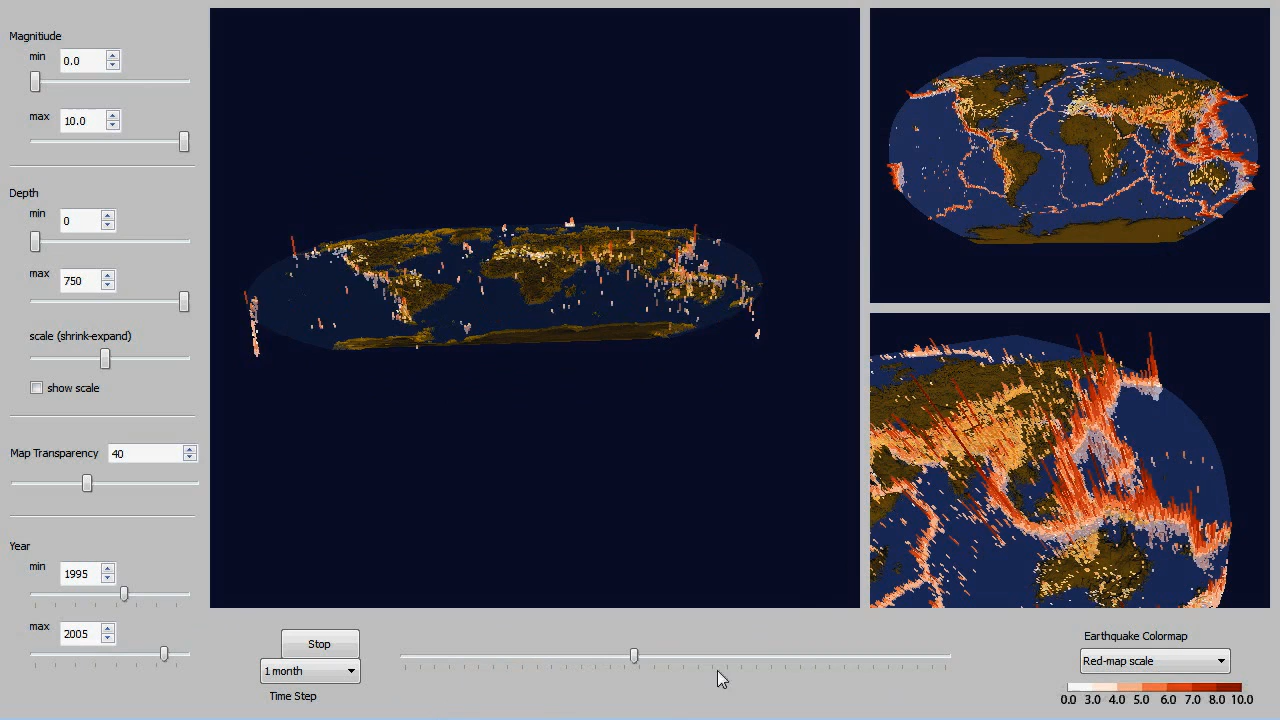 Magnitiude
min 0.0
max 10.0
Depth
min 0
max 750
scale (shrink-expand)
show scale
Map Transparency 40
Year
min 1995
max 2005
Stop
1 month
Time Step
Earthquake Colormap
Red-map scale
0.0 3.0 4.0 5.0 6.0 7.0 8.0 10.0